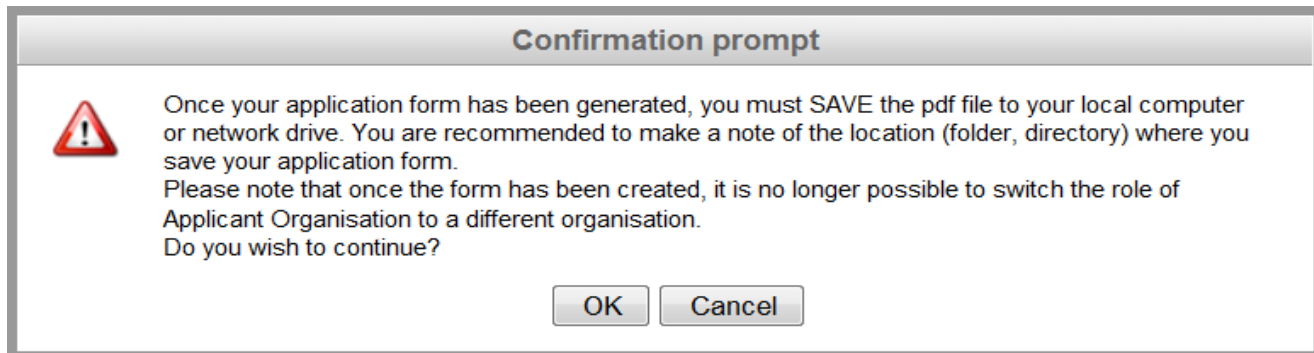 Confirmation prompt
Once your application form has been generated, you must SAVE the pdf file to your local computer
or network drive. You are recommended to make a note of the location (folder, directory) where you
save your application form.
Please note that once the form has been created, it is no longer possible to switch the role of
Applicant Organisation to a different organisation.
Do you wish to continue?
OK Cancel